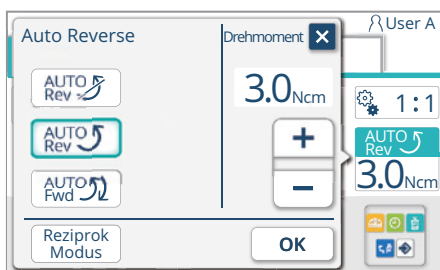 Auto Reverse
Drehmoment
User A
AUTO
Rev
3.0Ncm
1:1
AUTO
Rev
+
AUTO
Rev
3.0Ncm
AUTO
Fwd
−
Reziprok
Modus
OK